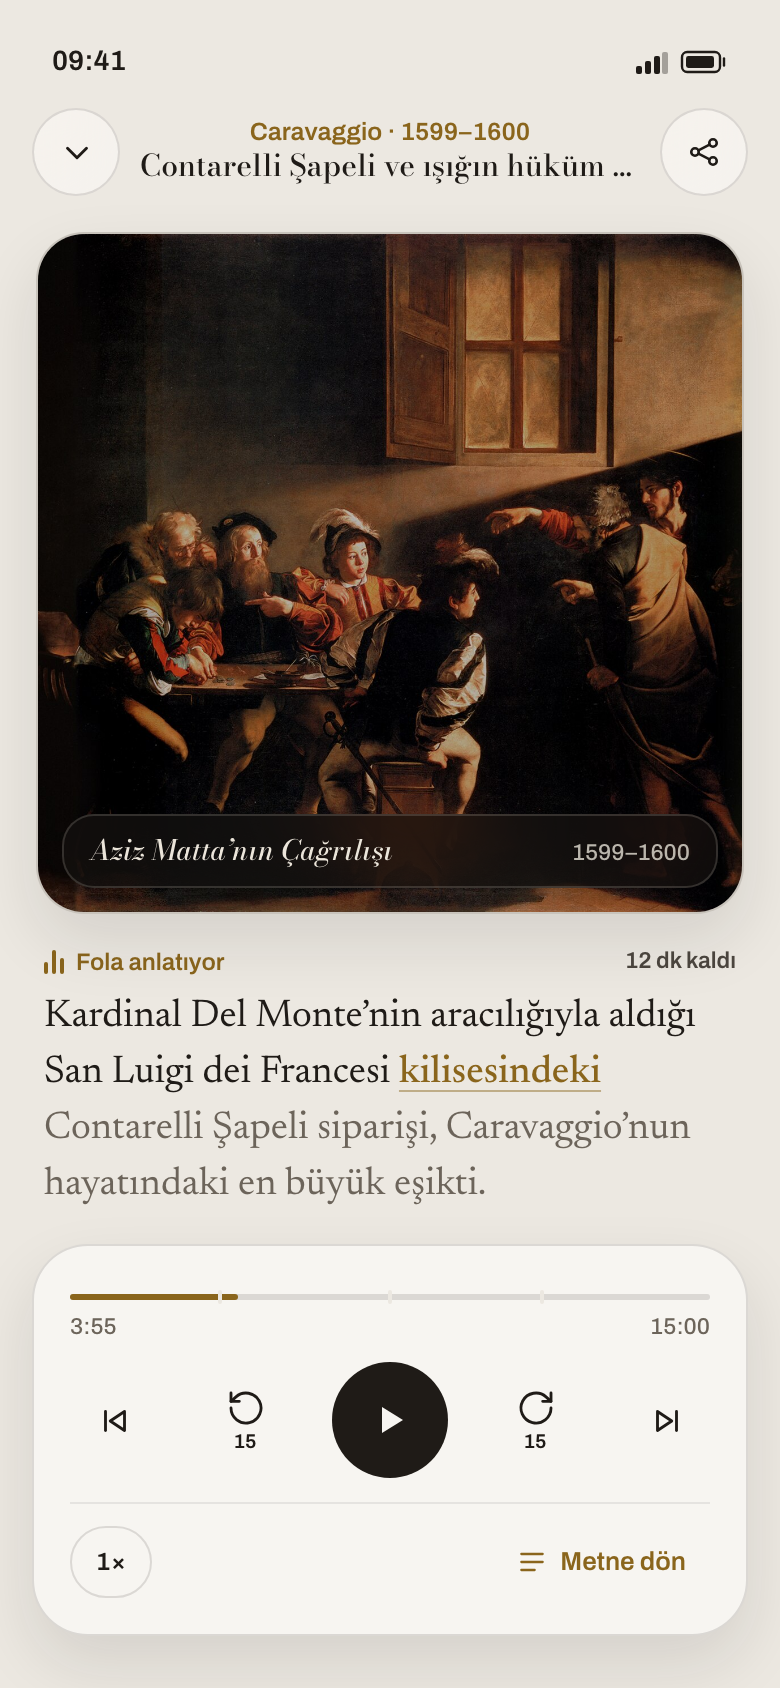 09:41
Caravaggio · 1599–1600
Contarelli Şapeli ve ışığın hüküm ...
Aziz Matta’nın Çağrılışı
1599–1600
Fola anlatıyor
12 dk kaldı
Kardinal Del Monte’nin aracılığıyla aldığı
San Luigi dei Francesi kilisesindeki
Contarelli Şapeli siparişi, Caravaggio’nun
hayatındaki en büyük eşikti.
3:55
15:00
15
15
1×
Metne dön